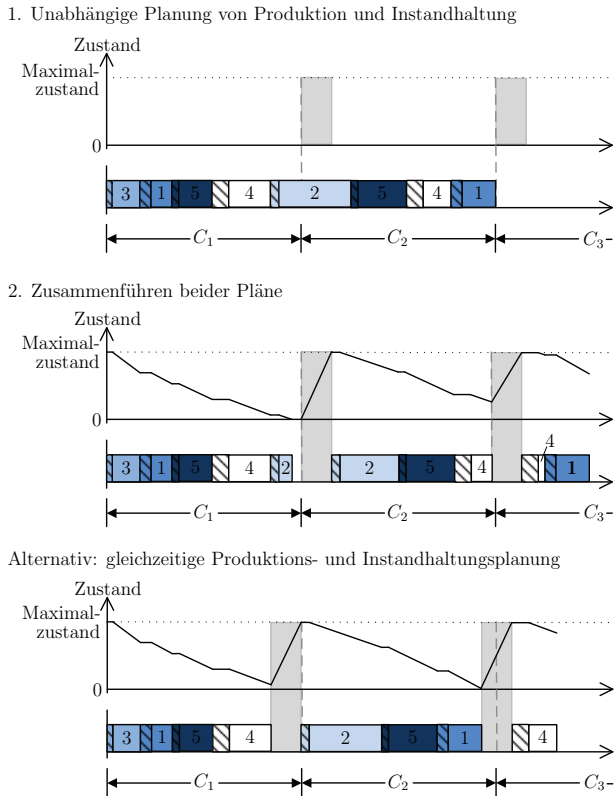 1. Unabhängige Planung von Produktion und Instandhaltung
Zustand
Maximal-
zustand
0
3 1 5 4 2 5 4 1
C1 C2 C3
2. Zusammenführen beider Pläne
Zustand
Maximal-
zustand
0
4
3 1 5 4 2 2 5 4 1
C1 C2 C3
Alternativ: gleichzeitige Produktions- und Instandhaltungsplanung
Zustand
Maximal-
zustand
0
3 1 5 4 2 5 1 4
C1 C2 C3